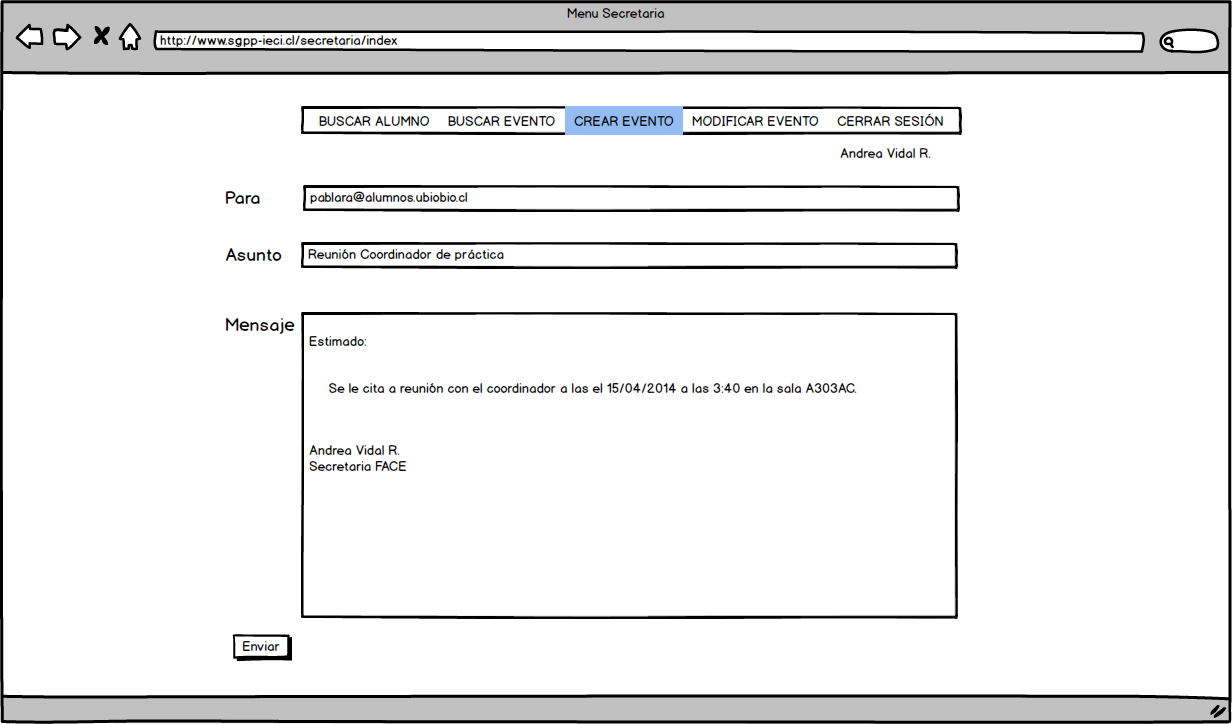 Menu Secretaria
http://www.sgpp-ieci.cl/secretaria/index
BUSCAR ALUMNO BUSCAR EVENTO CREAR EVENTO MODIFICAR EVENTO CERRAR SESIÓN
Andrea Vidal R.
Para pablara@alumnos.ubiobio.cl
Asunto Reunión Coordinador de práctica
Mensaje
Estimado:
Se le cita a reunión con el coordinador a las el 15/04/2014 a las 3:40 en la sala A303AC.
Andrea Vidal R.
Secretaria FACE
Enviar